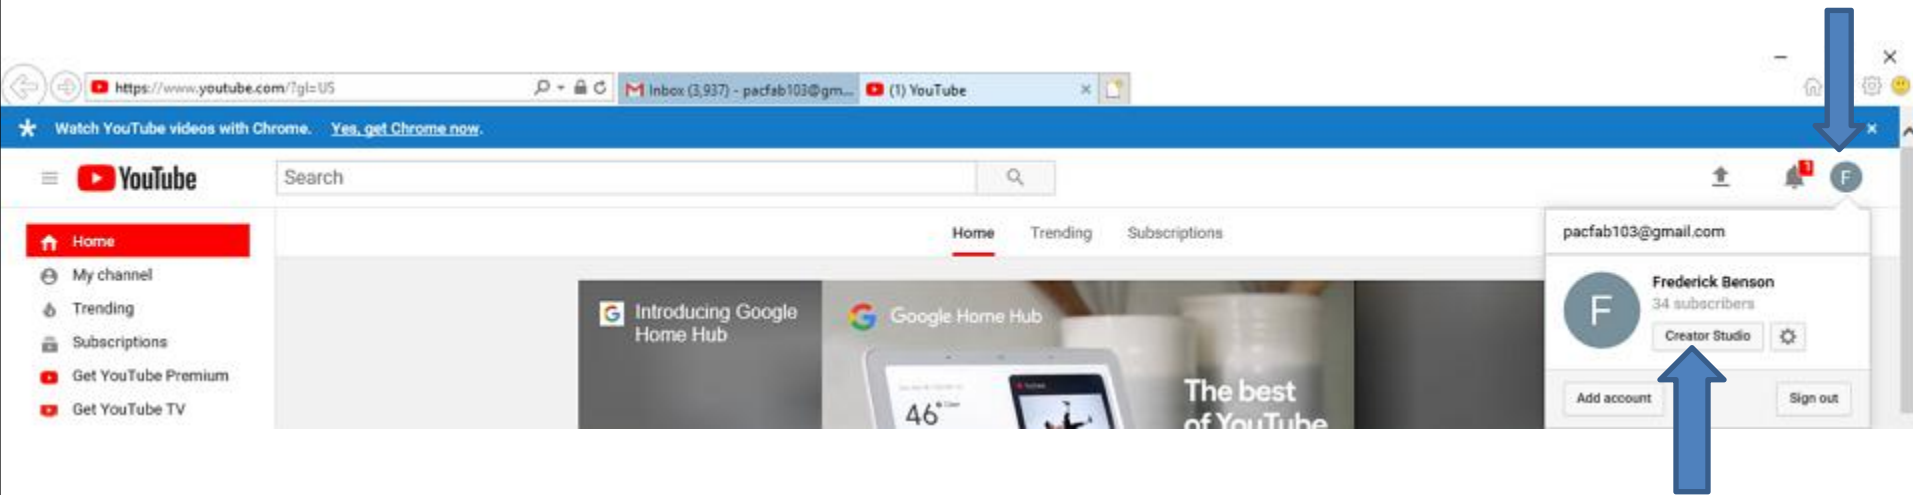 https://www.youtube.com/?gl=US
Inbox (3,937) - pacfab103@gm...
(1) YouTube
Watch YouTube videos with Chrome. Yes, get Chrome now.
YouTube
Search
1
F
Home
Trending
Subscriptions
pacfab103@gmail.com
Home
My channel
Trending
Subscriptions
Get YouTube Premium
Get YouTube TV
G Introducing Google
Home Hub
G Google Home Hub
46°
The best
of YouTube
F
Frederick Benson
34 subscribers
Creator Studio
Add account
Sign out